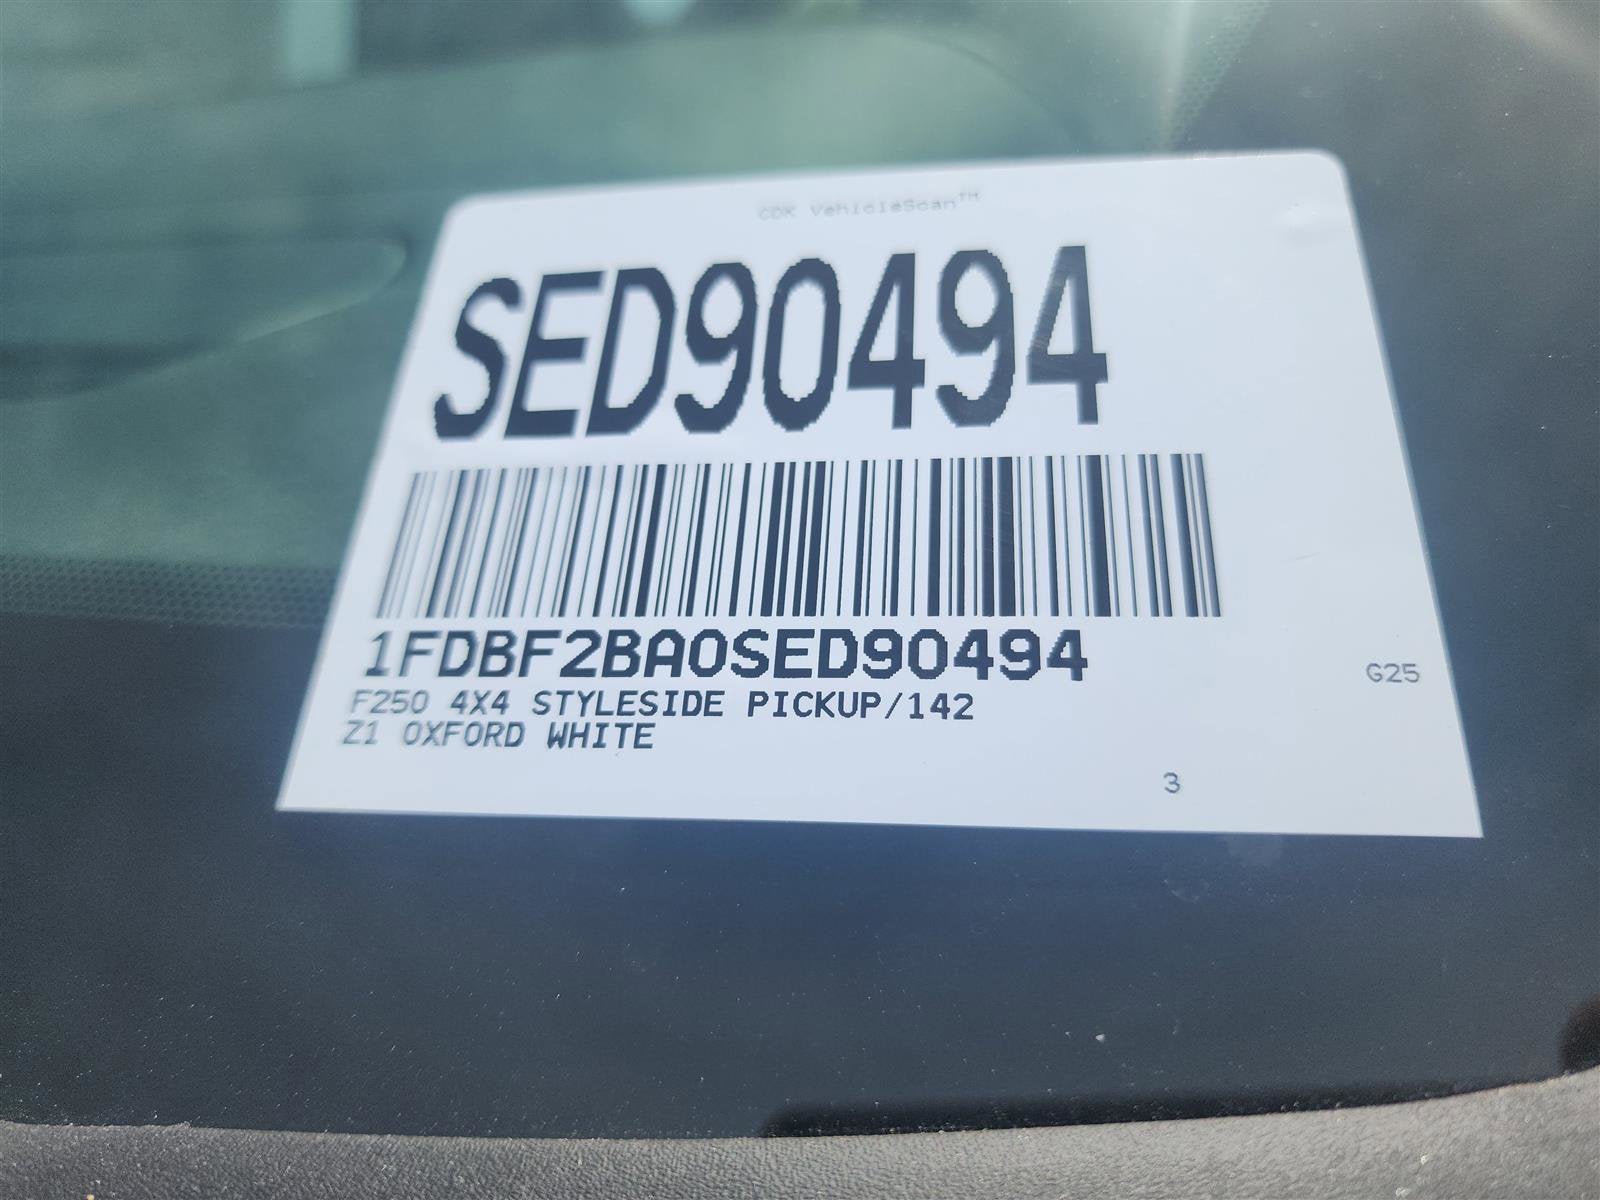 CDK VehicleScan™
SED90494
1FDBF2BA0SED90494
F250 4X4 STYLESIDE PICKUP/142
G25
Z1 OXFORD WHITE
3